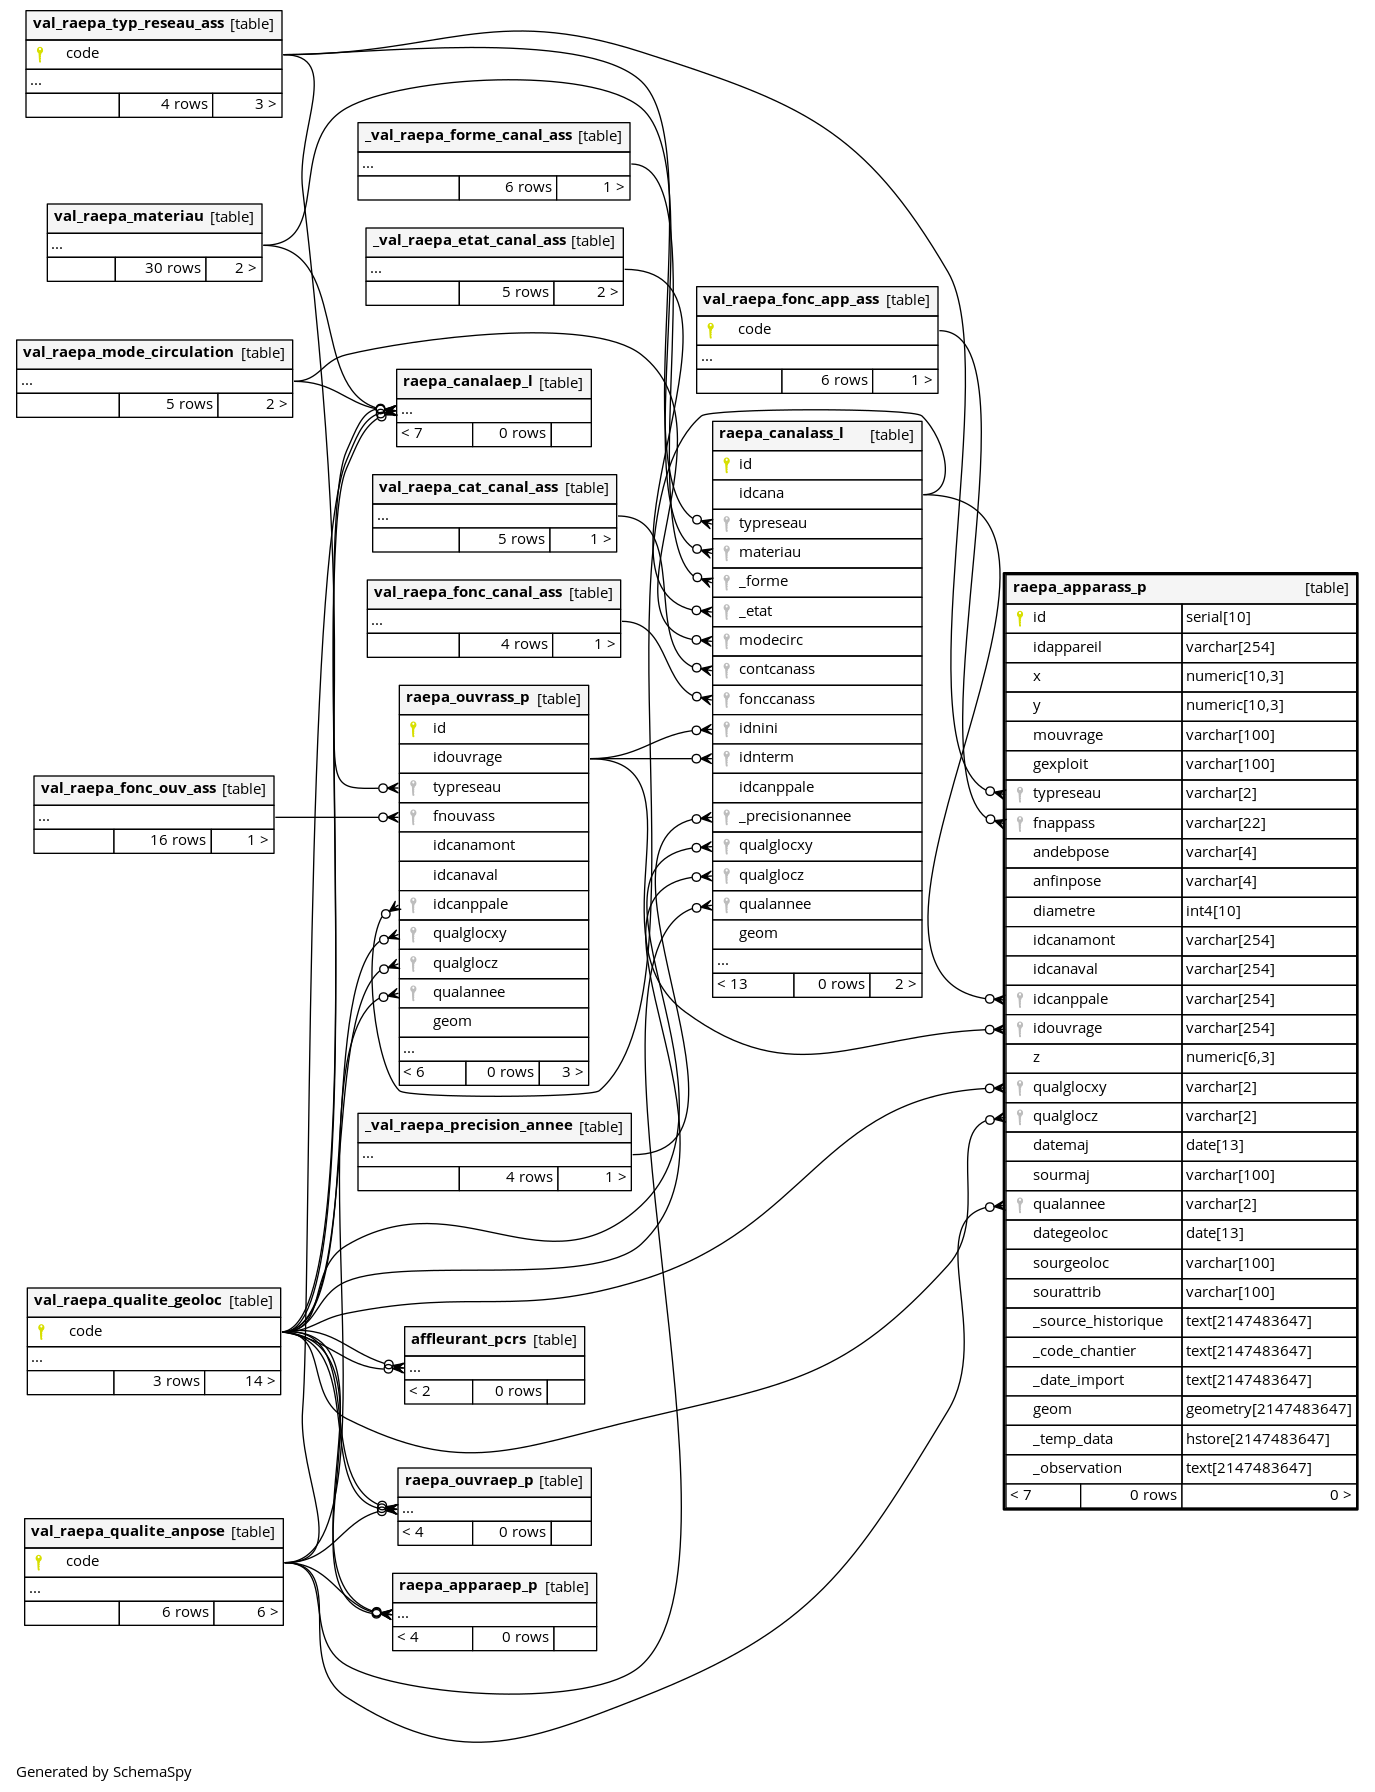 val_raepa_typ_reseau_ass [table]
code
...
4 rows 3 >
val_raepa_materiau [table]
...
30 rows 2 >
val_raepa_mode_circulation [table]
...
5 rows 2 >
val_raepa_fonc_ouv_ass [table]
...
16 rows 1 >
val_raepa_qualite_geoloc [table]
code
...
3 rows 14 >
val_raepa_qualite_anpose [table]
code
...
6 rows 6 >
_val_raepa_forme_canal_ass [table]
...
6 rows 1 >
_val_raepa_etat_canal_ass [table]
...
5 rows 2 >
raepa_canalaep_l [table]
...
< 7 0 rows
val_raepa_cat_canal_ass [table]
...
5 rows 1 >
val_raepa_fonc_canal_ass [table]
...
4 rows 1 >
raepa_ouvrass_p [table]
id
idouvrage
typreseau
fnouvass
idcanamont
idcanaval
idcanppale
qualglocxy
qualglocz
qualannee
geom
...
< 6 0 rows 3 >
_val_raepa_precision_annee [table]
...
4 rows 1 >
affleurant_pcrs [table]
...
< 2 0 rows
raepa_ouvraep_p [table]
...
< 4 0 rows
raepa_apparaep_p [table]
...
< 4 0 rows
val_raepa_fonc_app_ass [table]
code
...
6 rows 1 >
raepa_canalass_l [table]
id
idcana
typreseau
materiau
_forme
_etat
modecirc
contcanass
fonccanass
idnini
idnterm
idcanppale
_precisionannee
qualglocxy
qualglocz
qualannee
geom
...
< 13 0 rows 2 >
raepa_apparass_p [table]
id serial[10]
idappareil varchar[254]
x numeric[10,3]
y numeric[10,3]
mouvrage varchar[100]
gexploit varchar[100]
typreseau varchar[2]
fnappass varchar[22]
andebpose varchar[4]
anfinpose varchar[4]
diametre int4[10]
idcanamont varchar[254]
idcanaval varchar[254]
idcanppale varchar[254]
idouvrage varchar[254]
z numeric[6,3]
qualglocxy varchar[2]
qualglocz varchar[2]
datemaj date[13]
sourmaj varchar[100]
qualannee varchar[2]
dategeoloc date[13]
sourgeoloc varchar[100]
sourattrib varchar[100]
_source_historique text[2147483647]
_code_chantier text[2147483647]
_date_import text[2147483647]
geom geometry[2147483647]
_temp_data hstore[2147483647]
_observation text[2147483647]
< 7 0 rows 0 >
Generated by SchemaSpy